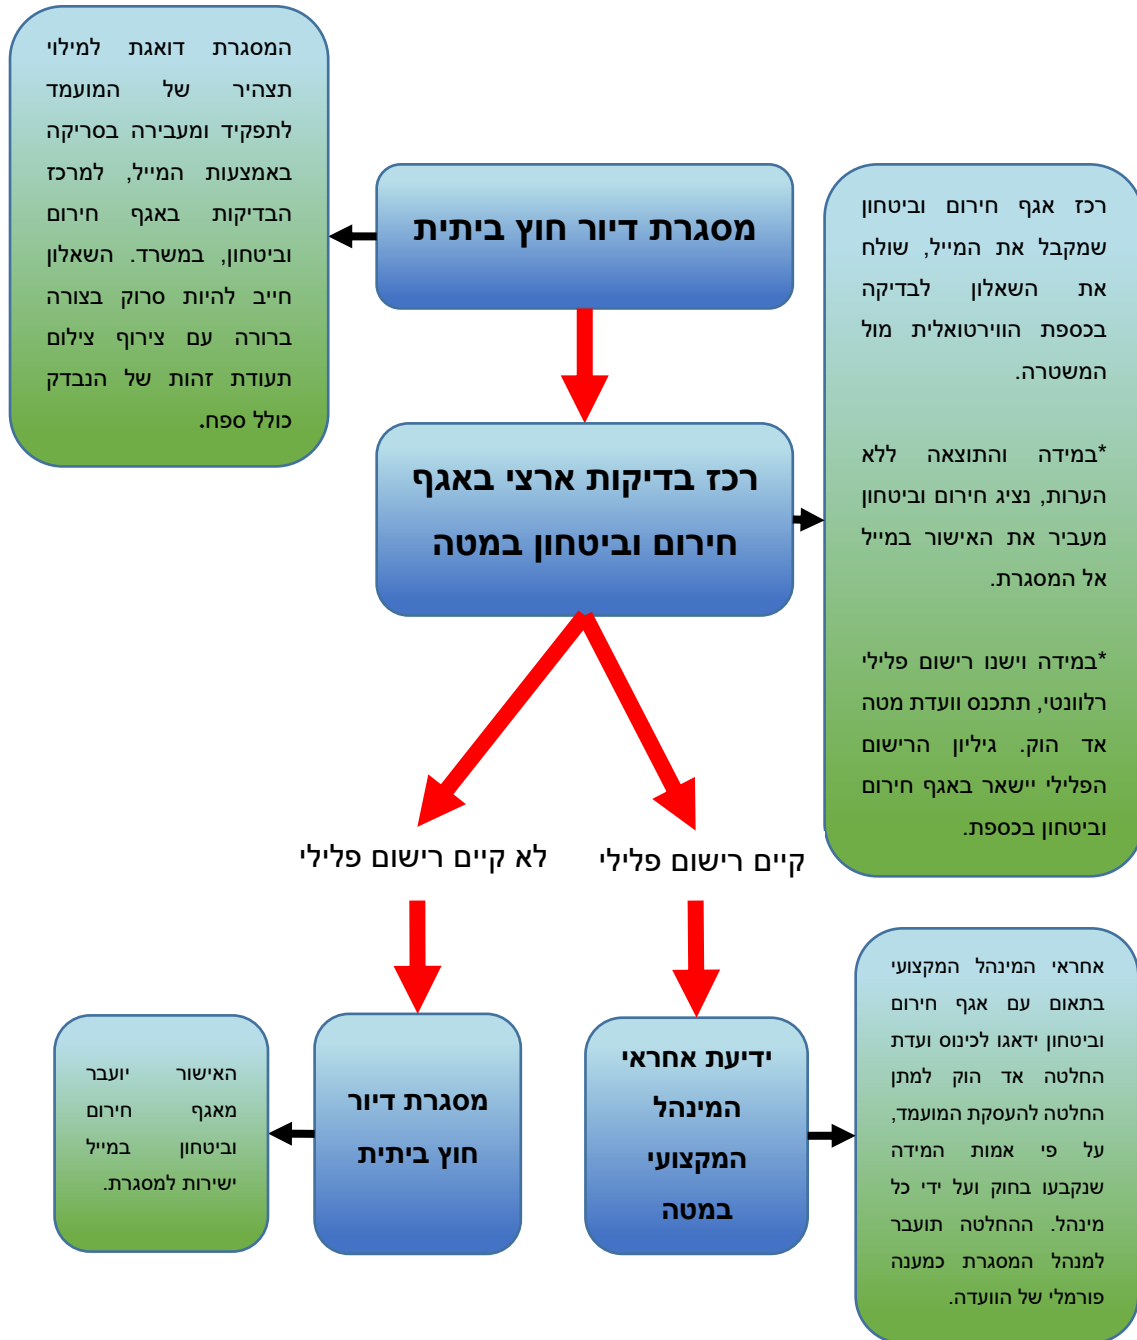 המסגרת דואגת למילוי
תצהיר של המועמד
לתפקיד ומעבירה בסריקה
באמצעות המייל, למרכז
הבדיקות באגף חירום
וביטחון, במשרד. השאלון
חייב להיות סרוק בצורה
ברורה עם צירוף צילום
תעודת זהות של הנבדק
כולל ספח.
מסגרת דיור חוץ ביתית
רכז אגף חירום וביטחון
שמקבל את המייל, שולח
את השאלון לבדיקה
בכספת הווירטואלית מול
המשטרה.
*במידה והתוצאה ללא
הערות, נציג חירום וביטחון
מעביר את האישור במייל
אל המסגרת.
*במידה וישנו רישום פלילי
רלוונטי, תתכנס וועדת מטה
אד הוק. גיליון הרישום
הפלילי יישאר באגף חירום
וביטחון בכספת.
רכז בדיקות ארצי באגף
חירום וביטחון במטה
קיים רישום פלילי
לא קיים רישום פלילי
אחראי המינהל המקצועי
בתאום עם אגף חירום
וביטחון ידאגו לכינוס ועדת
החלטה אד הוק למתן
החלטה להעסקת המועמד,
על פי אמות המידה
שנקבעו בחוק ועל ידי כל
מינהל. ההחלטה תועבר
למנהל המסגרת כמענה
פורמלי של הוועדה.
ידיעת אחראי
המינהל
המקצועי
במטה
מסגרת דיור
חוץ ביתית
האישור יועבר
מאגף חירום
וביטחון במייל
ישירות למסגרת.